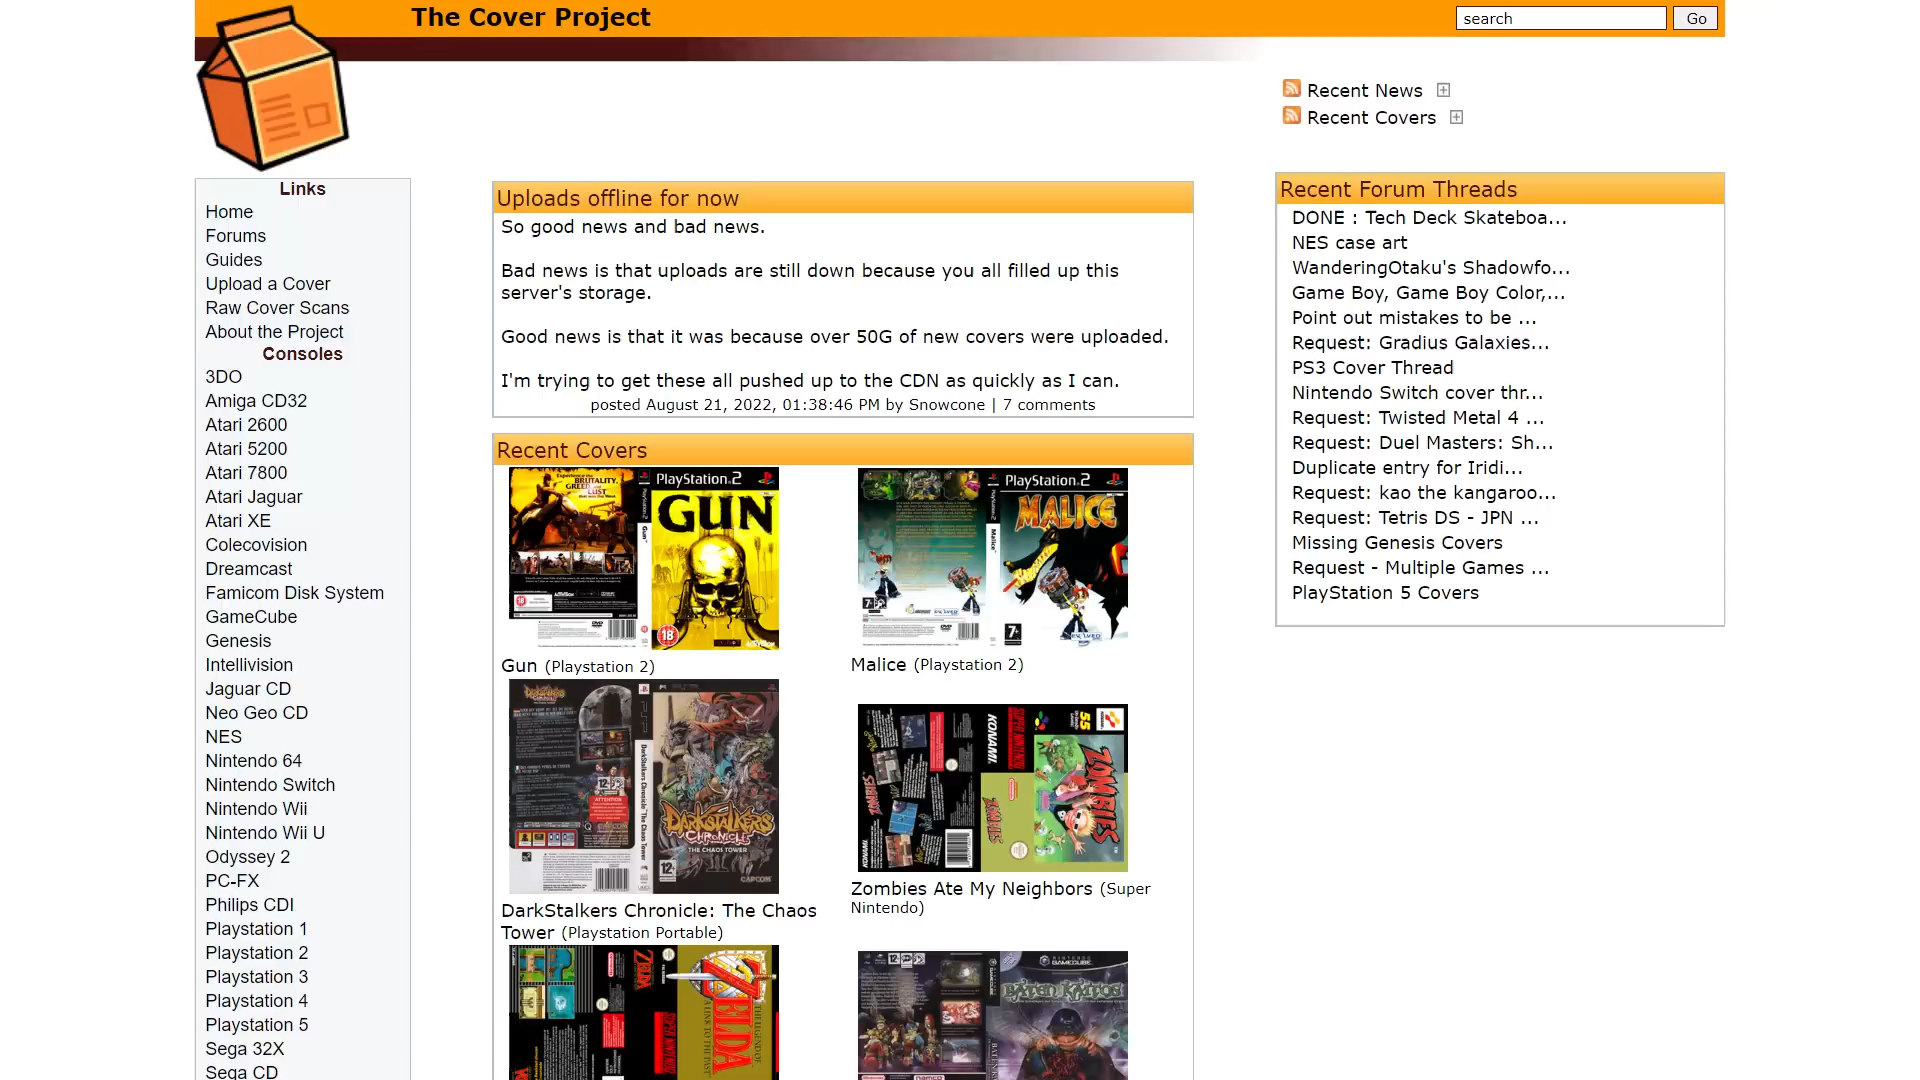 The Cover Project
search
Go
Recent News
Recent Covers
Links
Home
Forums
Guides
Upload a Cover
Raw Cover Scans
About the Project
Consoles
3DO
Amiga CD32
Atari 2600
Atari 5200
Atari 7800
Atari Jaguar
Atari XE
Colecovision
Dreamcast
Famicom Disk System
GameCube
Genesis
Intellivision
Jaguar CD
Neo Geo CD
NES
Nintendo 64
Nintendo Switch
Nintendo Wii
Nintendo Wii U
Odyssey 2
PC-FX
Philips CDI
Playstation 1
Playstation 2
Playstation 3
Playstation 4
Playstation 5
Sega 32X
Sega CD
Uploads offline for now
So good news and bad news.
Bad news is that uploads are still down because you all filled up this
server's storage.
Good news is that it was because over 50G of new covers were uploaded.
I'm trying to get these all pushed up to the CDN as quickly as I can.
posted August 21, 2022, 01:38:46 PM by Snowcone | 7 comments
Recent Covers
PlayStation 2
GUN
18
Gun (Playstation 2)
PlayStation 2
MALICE
7+
Malice (Playstation 2)
DARKSTALKERS
CHRONICLE
THE CHAOS TOWER
12+
CAPCOM
DarkStalkers Chronicle: The Chaos
Tower (Playstation Portable)
KONAMI
ZOMBIES
Zombies Ate My Neighbors (Super
Nintendo)
ZELDA
BATEN KAITOS
Recent Forum Threads
DONE : Tech Deck Skateboa...
NES case art
WanderingOtaku's Shadowfo...
Game Boy, Game Boy Color,...
Point out mistakes to be ...
Request: Gradius Galaxies...
PS3 Cover Thread
Nintendo Switch cover thr...
Request: Twisted Metal 4 ...
Request: Duel Masters: Sh...
Duplicate entry for Iridi...
Request: kao the kangaroo...
Request: Tetris DS - JPN ...
Missing Genesis Covers
Request - Multiple Games ...
PlayStation 5 Covers